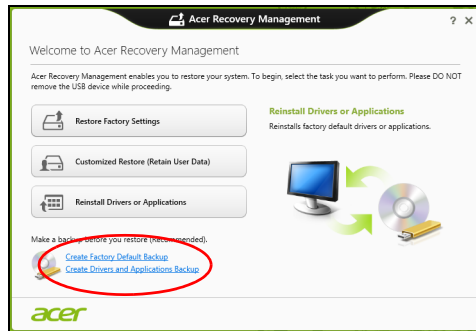 Acer Recovery Management
? X
Welcome to Acer Recovery Management
Acer Recovery Management enables you to restore your system. To begin, select the task you want to perform. Please DO NOT
remove the USB device while proceeding.
Restore Factory Settings
Customized Restore (Retain User Data)
Reinstall Drivers or Applications
Reinstall Drivers or Applications
Reinstalls factory default drivers or applications.
Make a backup before you restore (Recommended).
Create Factory Default Backup
Create Drivers and Applications Backup
acer